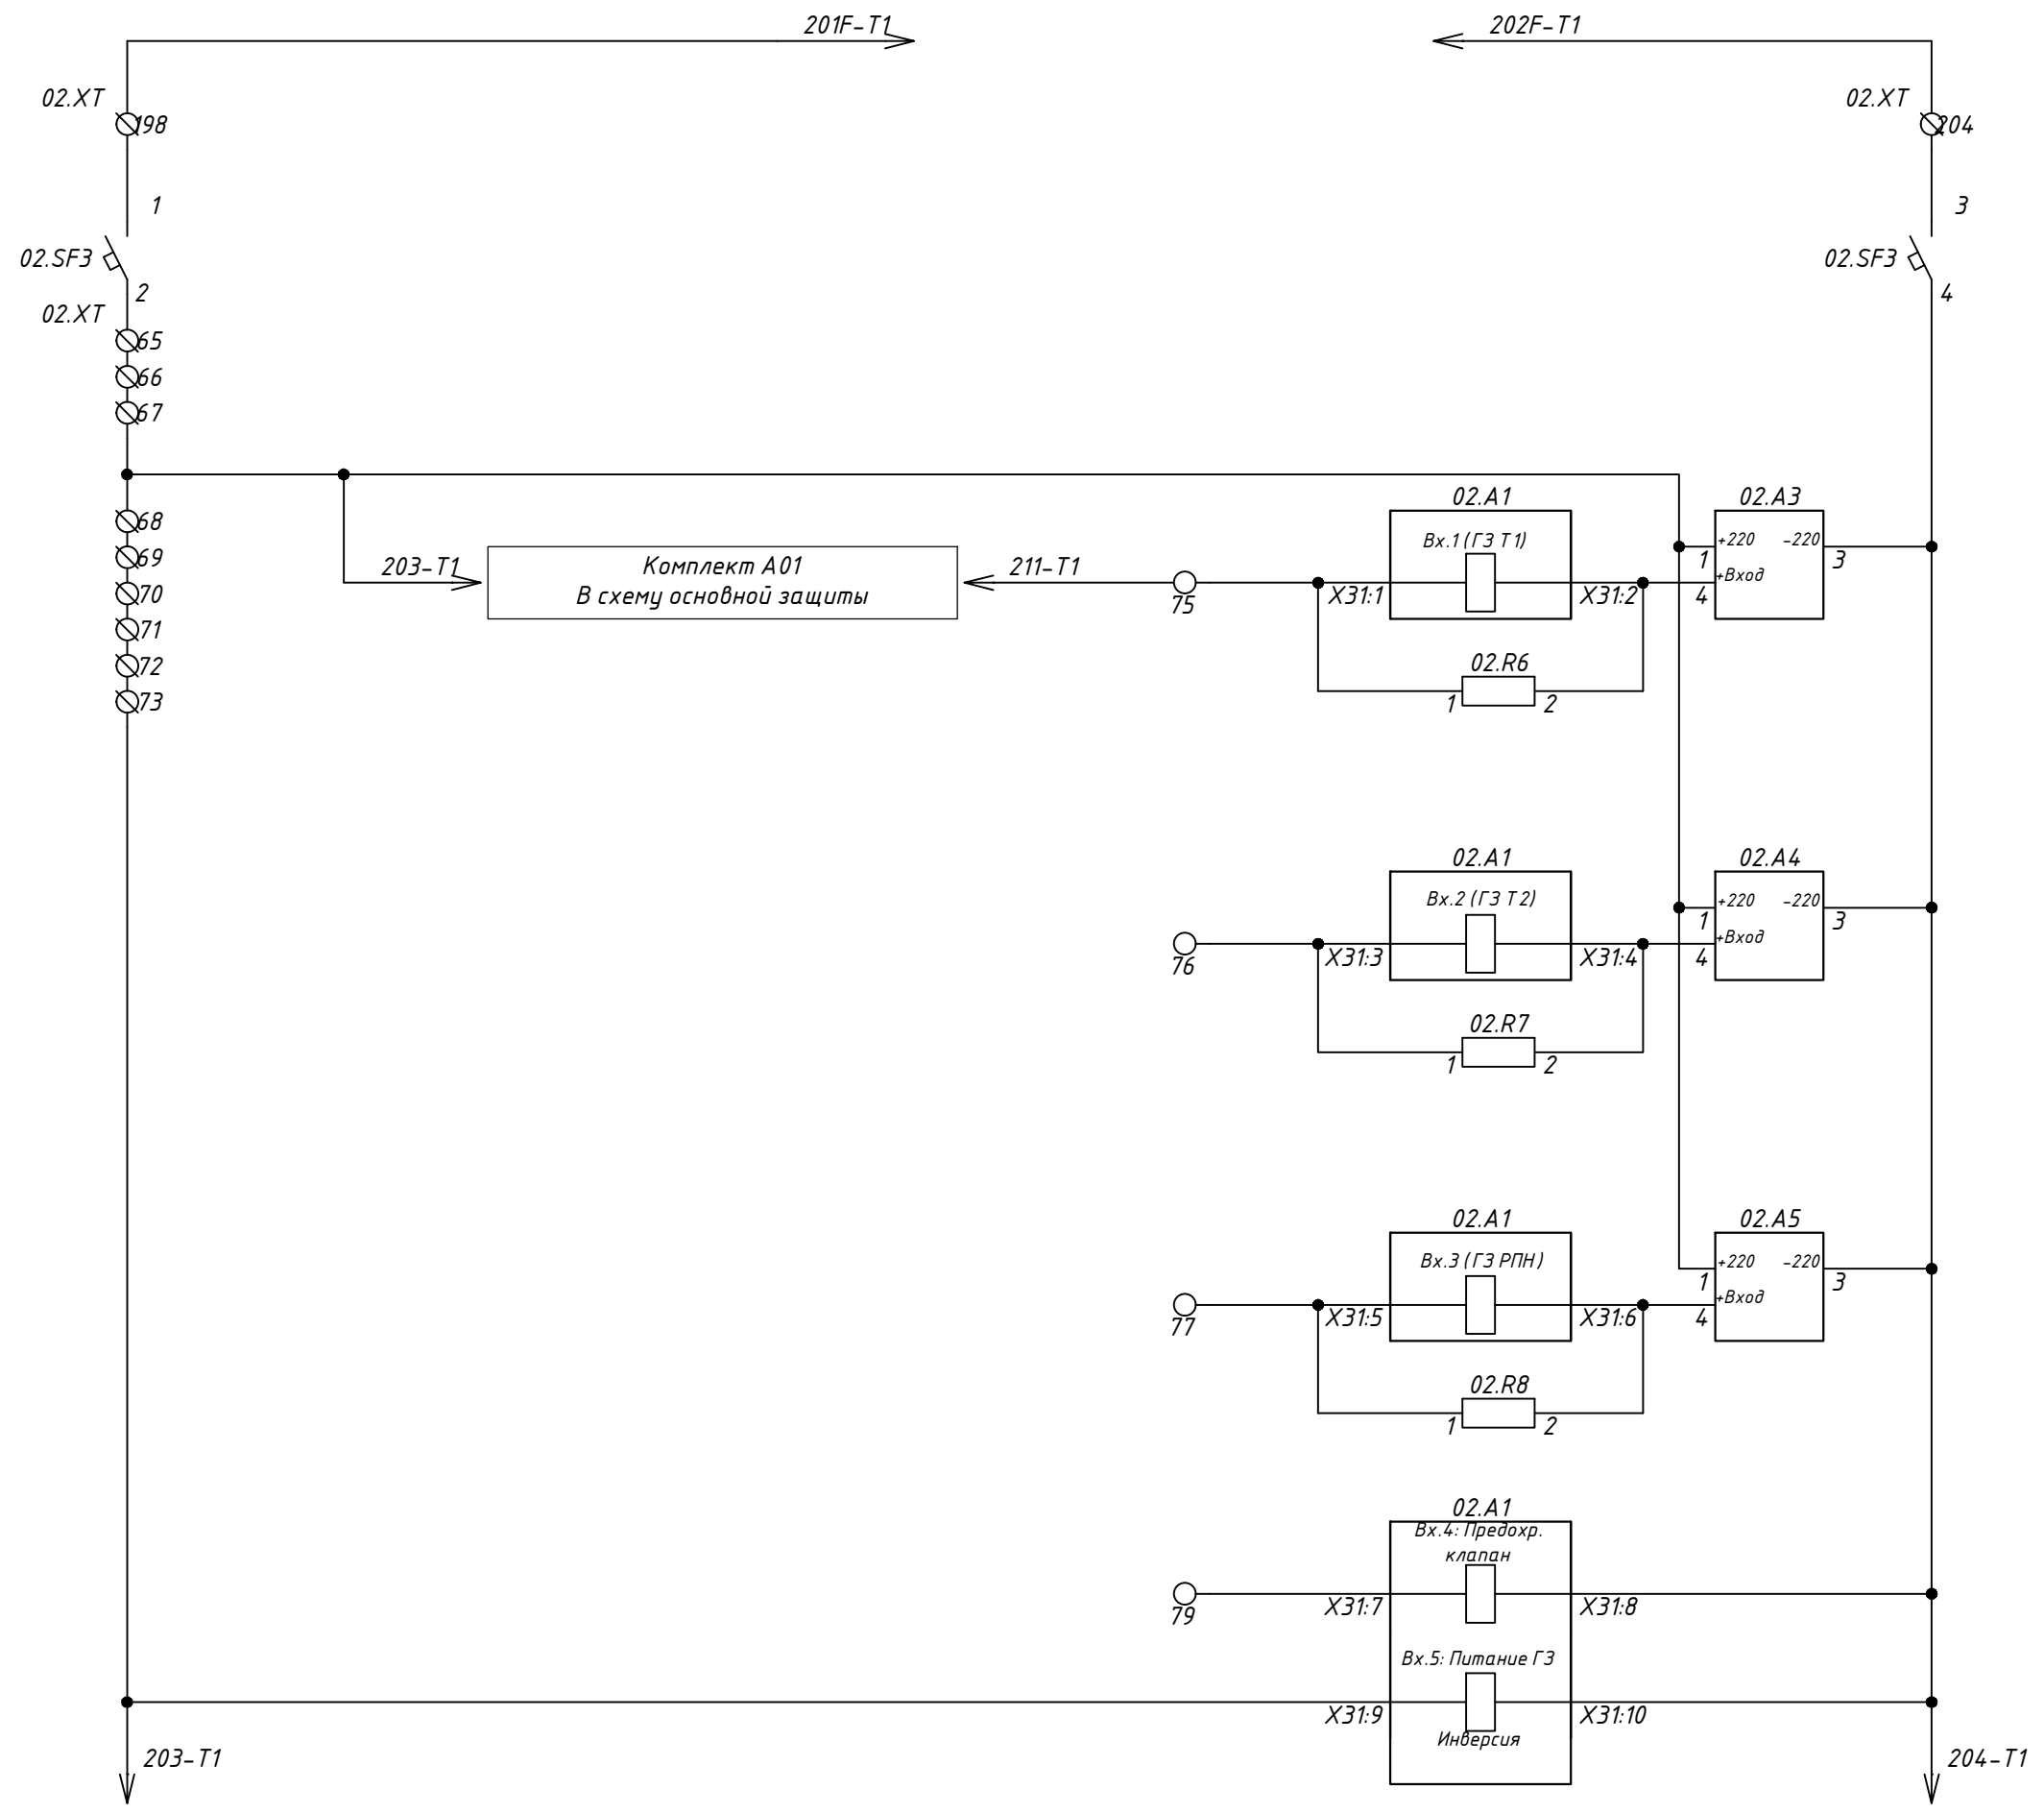 201F-T1
202F-T1
02.XT
198
02.XT
204
1
3
02.SF3
02.SF3
2
4
02.XT
65
66
67
68
69
70
71
72
73
203-T1
Комплект А01
В схему основной защиты
211-T1
75
02.A1
Вх.1 (ГЗ Т1)
X31:1
X31:2
02.R6
1
2
02.A3
+220
-220
1
3
+Вход
4
76
02.A1
Вх.2 (ГЗ Т2)
X31:3
X31:4
02.R7
1
2
02.A4
+220
-220
1
3
+Вход
4
77
02.A1
Вх.3 (ГЗ РПН)
X31:5
X31:6
02.R8
1
2
02.A5
+220
-220
1
3
+Вход
4
02.A1
Вх.4: Предохр.
клапан
79
X31:7
X31:8
Вх.5: Питание ГЗ
X31:9
X31:10
Инверсия
203-T1
204-T1